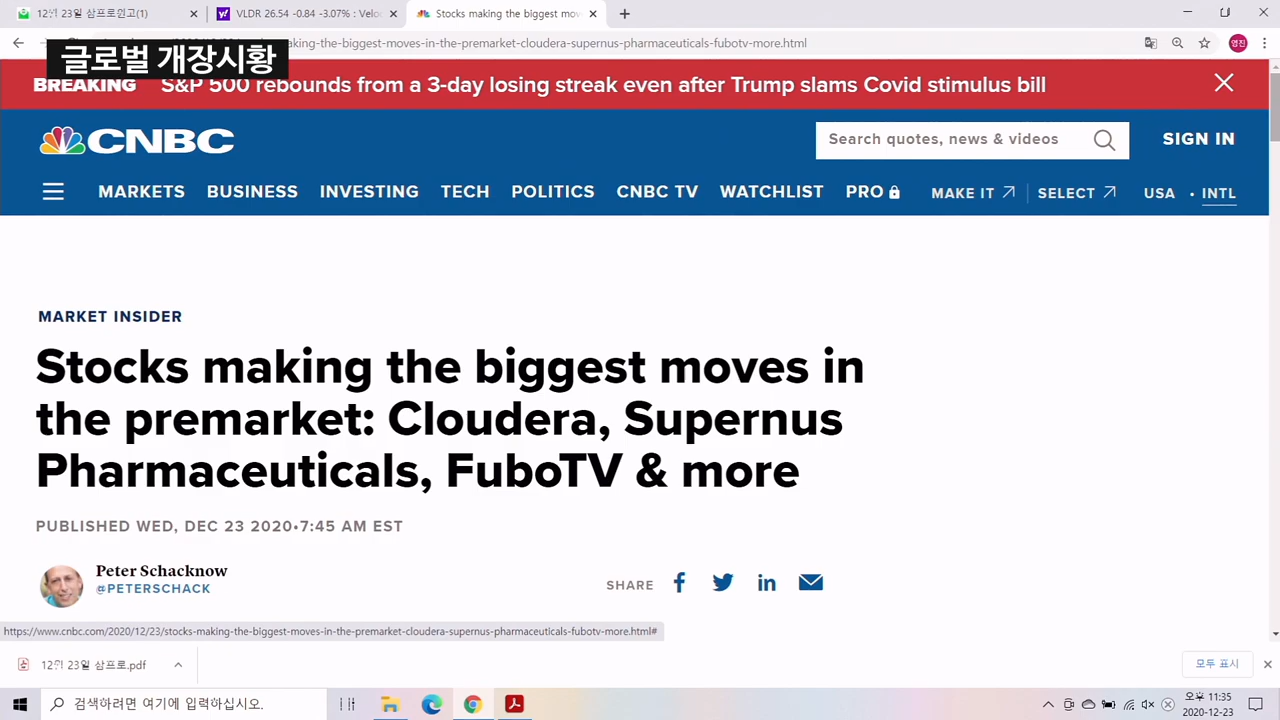 12월 23일 삼프로원고(1)
VLDR 26.54 -0.84 -3.07% : Velo
Stocks making the biggest mov
글로벌 개장시황
aking-the-biggest-moves-in-the-premarket-cloudera-supernus-pharmaceuticals-fubotv-more.html
영진
BREAKING S&P 500 rebounds from a 3-day losing streak even after Trump slams Covid stimulus bill
CNBC
Search quotes, news & videos
SIGN IN
MARKETS BUSINESS INVESTING TECH POLITICS CNBC TV WATCHLIST PRO MAKE IT SELECT USA • INTL
MARKET INSIDER
Stocks making the biggest moves in
the premarket: Cloudera, Supernus
Pharmaceuticals, FuboTV & more
PUBLISHED WED, DEC 23 2020•7:45 AM EST
Peter Schacknow
@PETERSCHACK
SHARE
https://www.cnbc.com/2020/12/23/stocks-making-the-biggest-moves-in-the-premarket-cloudera-supernus-pharmaceuticals-fubotv-more.html#
12월 23일 삼프로.pdf
모두 표시
검색하려면 여기에 입력하십시오.
오후 11:35
2020-12-23